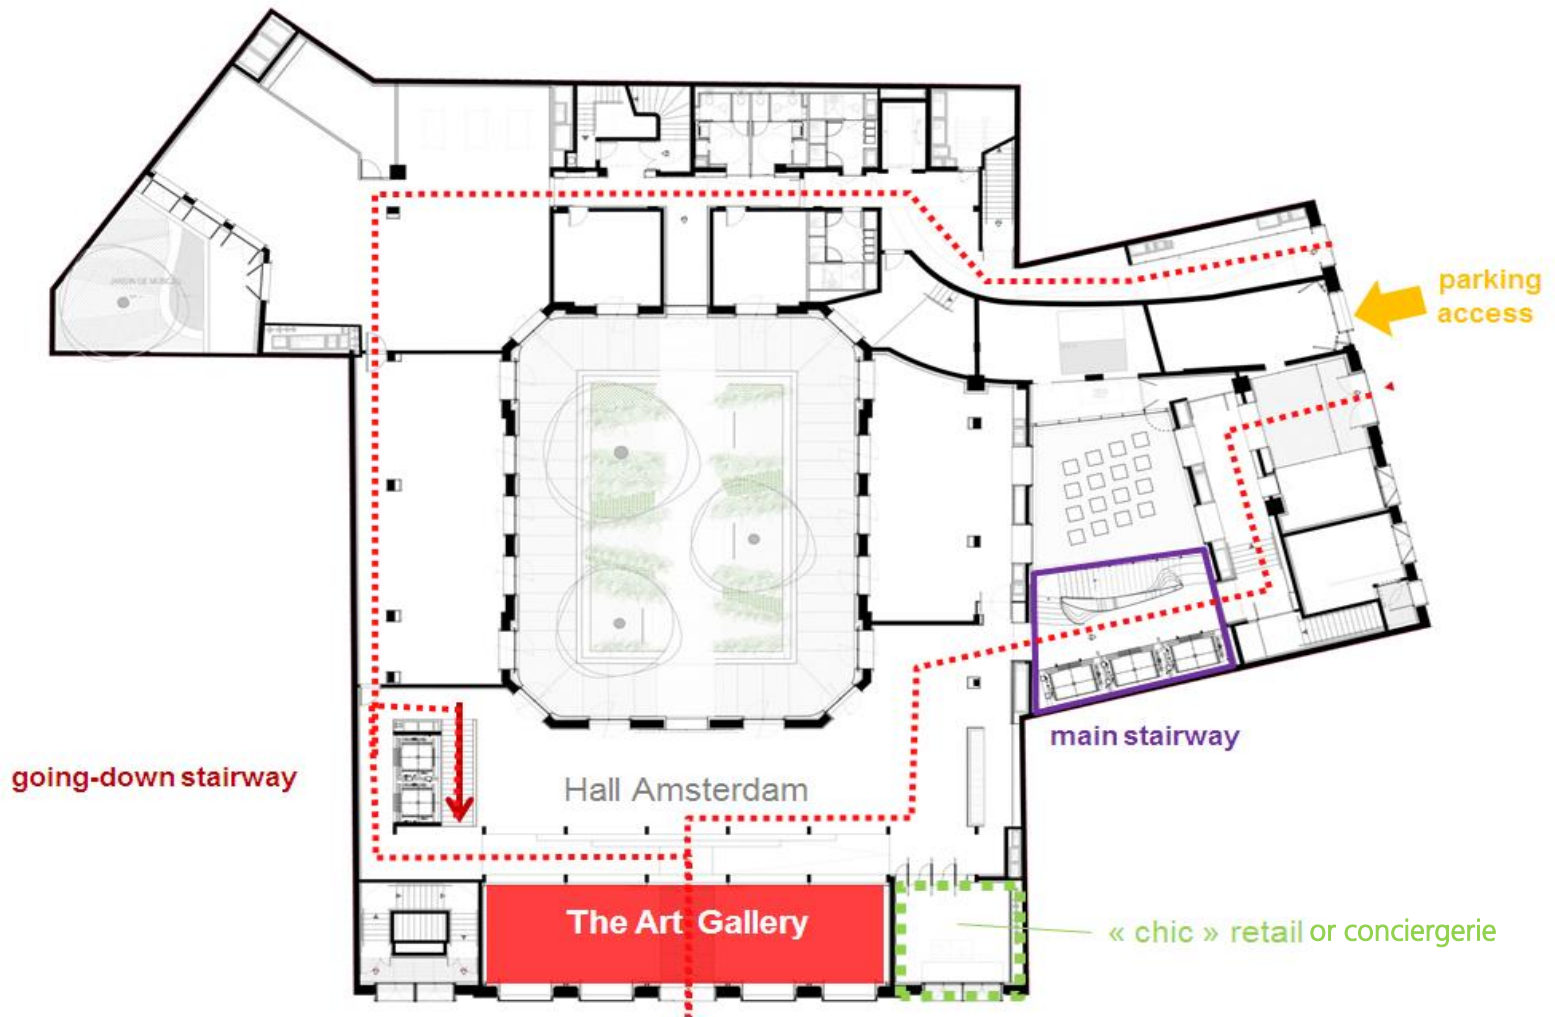 parking
access
main stairway
going-down stairway
Hall Amsterdam
The Art Gallery
« chic » retail or conciergerie